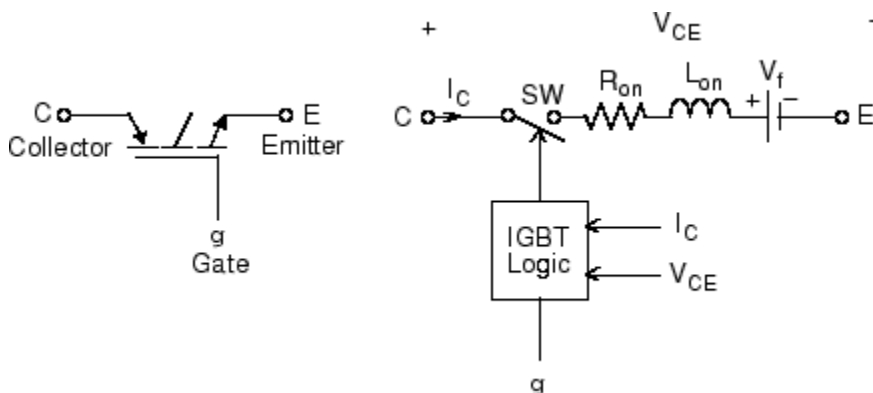 C
Collector
E
Emitter
g
Gate
+
V_CE
-
I_C
SW
R_on
L_on
V_f
+
−
C
E
IGBT
Logic
I_C
V_CE
g